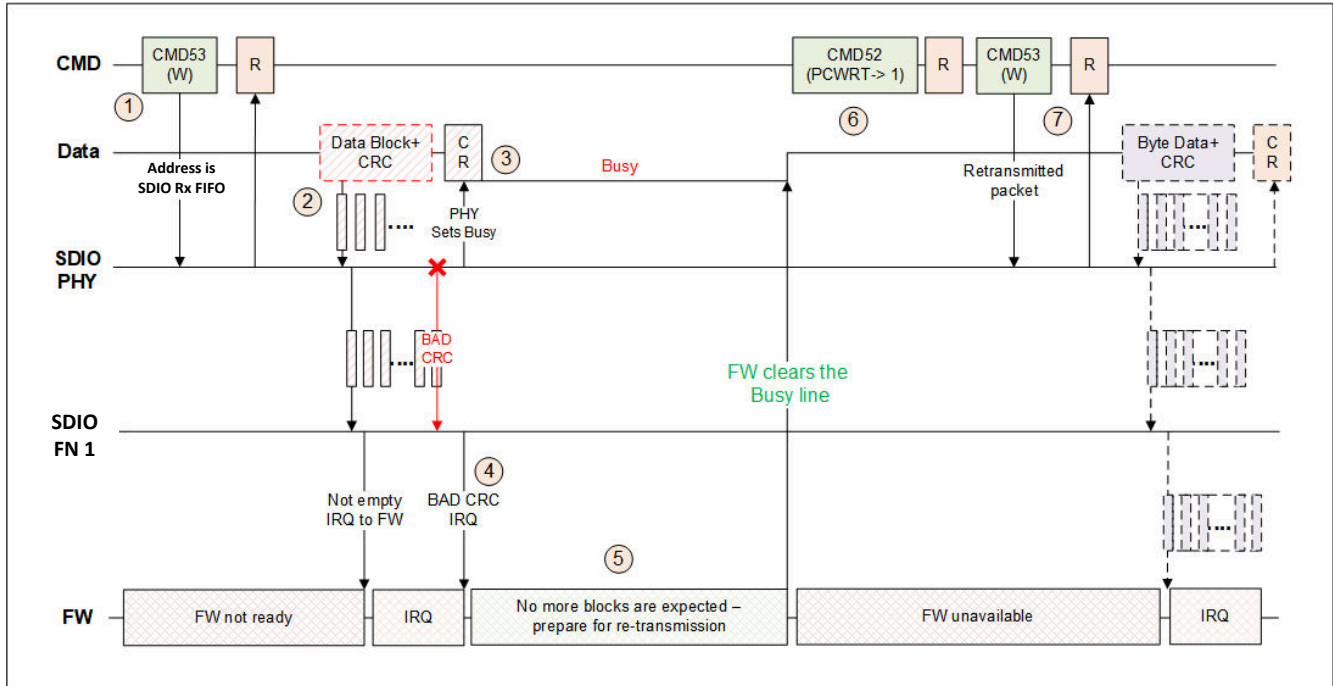 CMD
CMD53
(W)
R
CMD52
(PCWRT-> 1)
R
CMD53
(W)
R
1
6
7
Data
Address is
SDIO Rx FIFO
Data Block+
CRC
C
R
3
Busy
Retransmitted
packet
Byte Data+
CRC
C
R
2
....
PHY
Sets Busy
...
SDIO
PHY
...
BAD
CRC
FW clears the
Busy line
...
SDIO
FN 1
Not empty
IRQ to FW
BAD CRC
IRQ
4
...
5
FW
FW not ready
IRQ
No more blocks are expected –
prepare for re-transmission
FW unavailable
IRQ